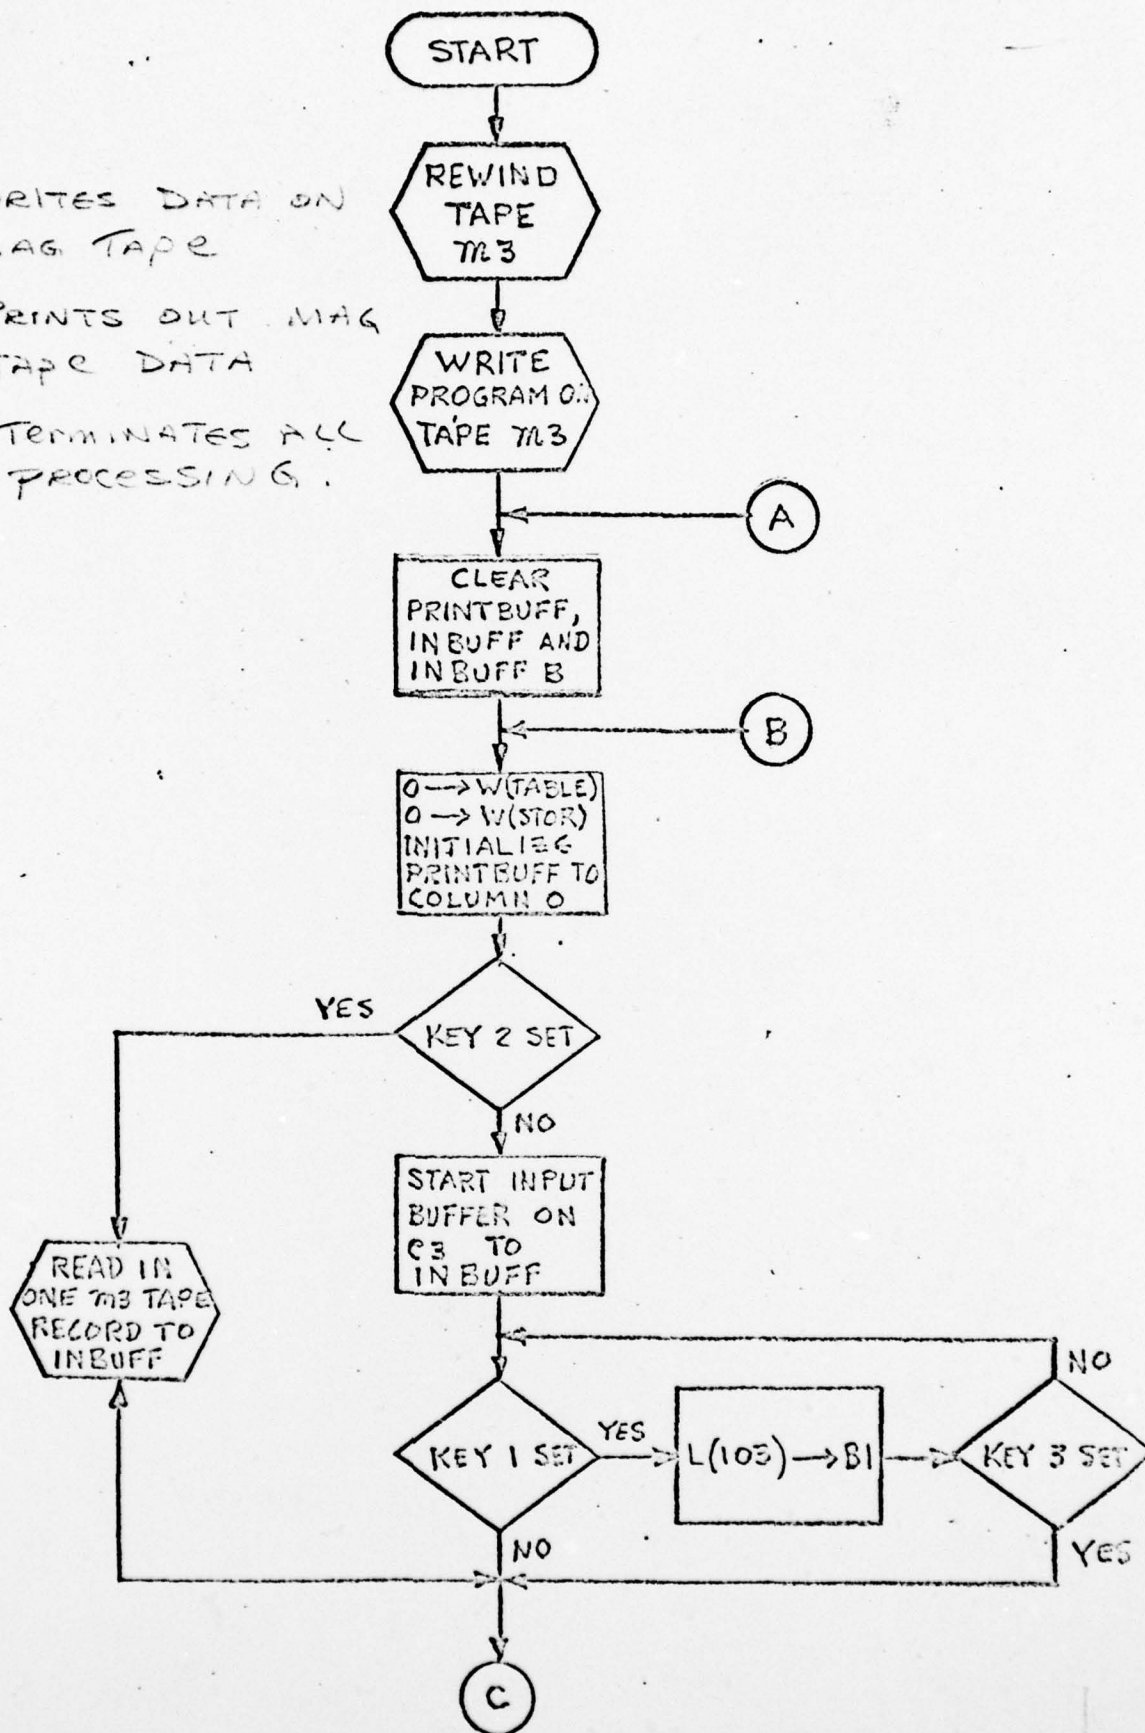 START
REWIND
TAPE
M3
RITES DATA ON
AG TAPE
PRINTS OUT MAG
TAPE DATA
TERMINATES ALL
PROCESSING.
WRITE
PROGRAM ON
TAPE M3
A
CLEAR
PRINTBUFF,
INBUFF AND
INBUFF B
B
0→W(TABLE)
0→W(STOR)
PRINTBUFF TO
COLUMN 0
YES
KEY 2 SET
NO
START INPUT
BUFFER ON
C3 TO
INBUFF
READ IN
ONE M3 TAPE
RECORD TO
INBUFF
NO
KEY 1 SET
YES
L(103)→B1
KEY 3 SET
NO
YES
C